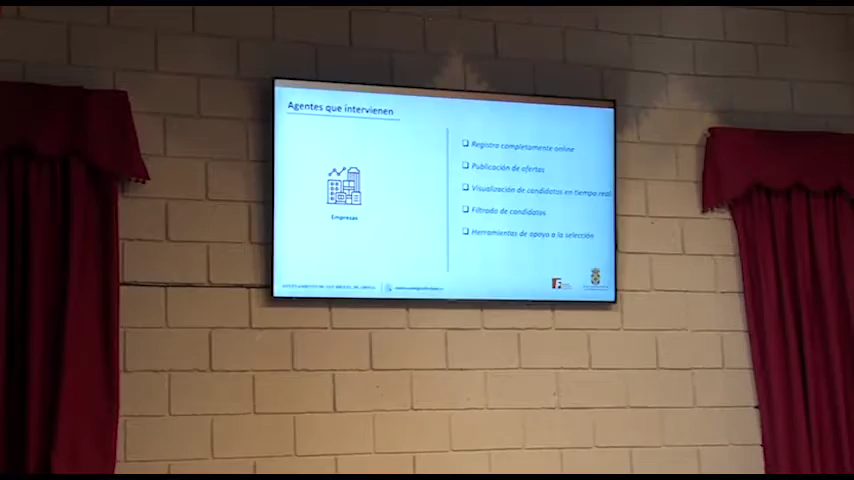 Agentes que intervienen
Empresas
❑ Registro completamente online
❑ Publicación de ofertas
❑ Visualización de candidatos en tiempo real
❑ Filtrado de candidatos
❑ Herramientas de apoyo a la selección